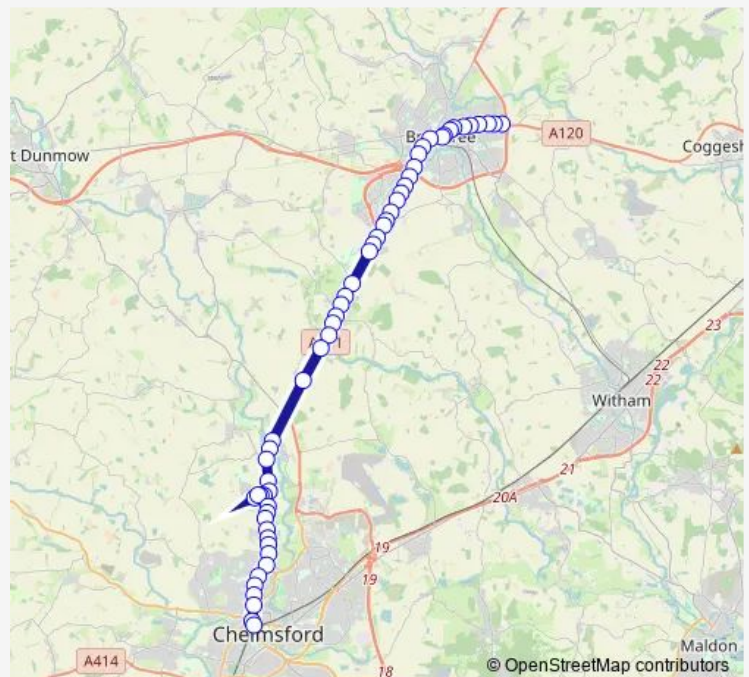 t Dunmow
A120
Coggesh
23
22
22
Witham
21
20A
19
19
Chelmsford
A414
18
Maldon
© OpenStreetMap contributors